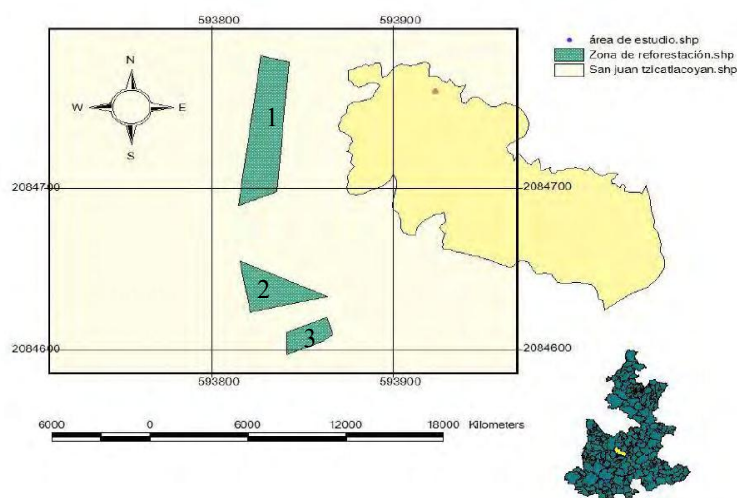 593800 593900
área de estudio.shp
Zona de reforestación.shp
San juan tzicatlacoyan.shp
N
W E
S
1
2084700 2084700
2
3
2084600 2084600
593800 593900
6000 0 6000 12000 18000 Kilometers